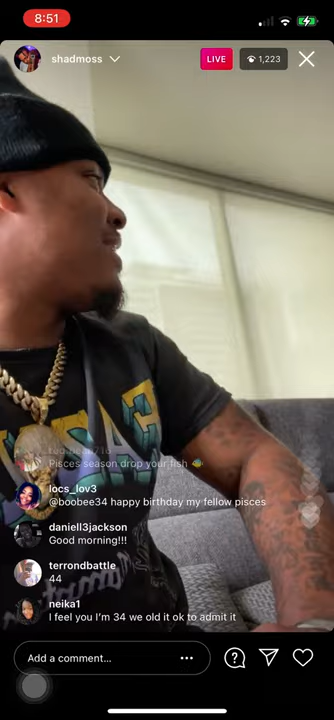 8:51
shadmoss
LIVE
1,223
Pisces season drop your fish 🐠
locs_lov3
@boobee34 happy birthday my fellow pisces
daniell3jackson
Good morning!!!
terrondbattle
44
neika1
I feel you I'm 34 we old it ok to admit it
Add a comment...